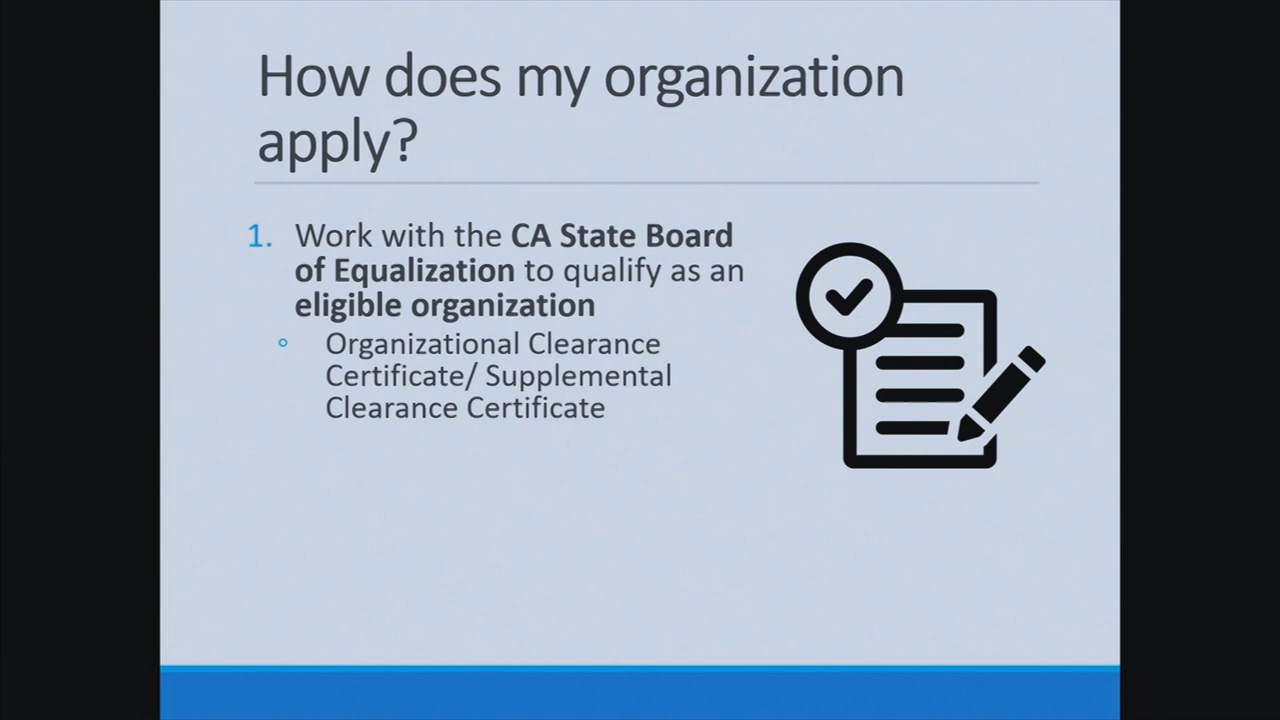 How does my organization
apply?
1. Work with the CA State Board
of Equalization to qualify as an
eligible organization
◦ Organizational Clearance
Certificate/ Supplemental
Clearance Certificate